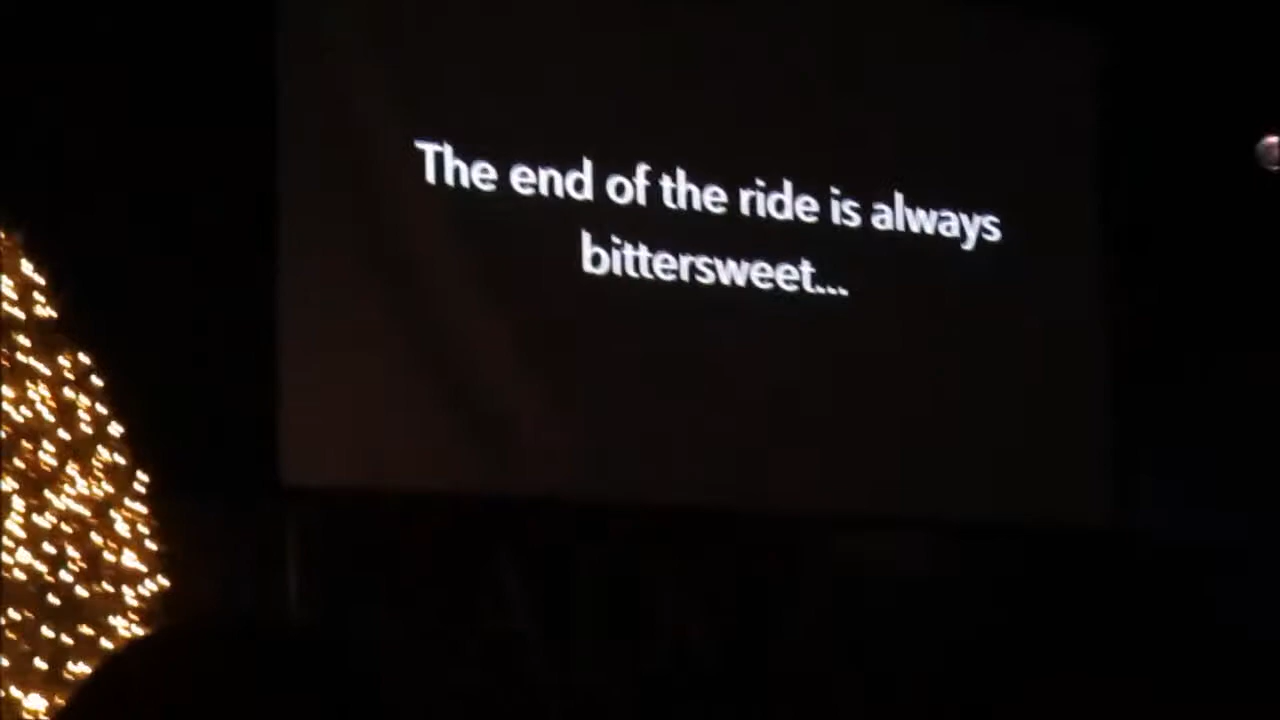 The end of the ride is always
bittersweet...